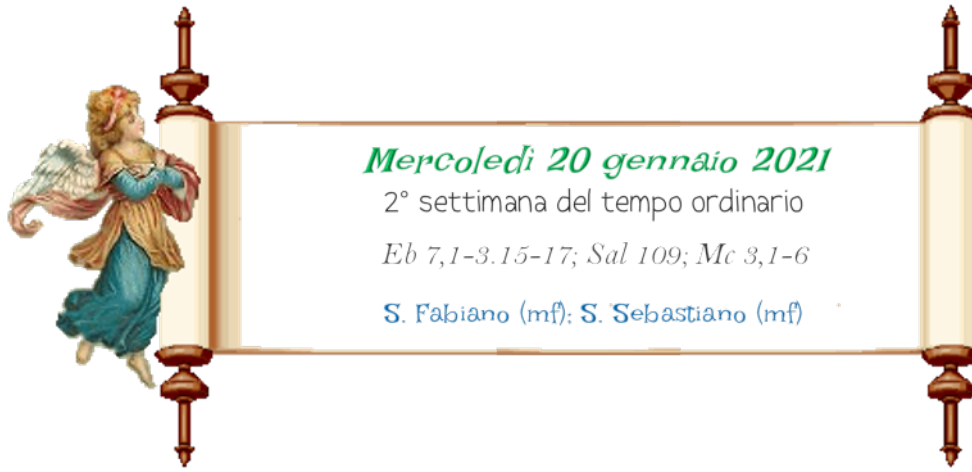 Mercoledì 20 gennaio 2021
2° settimana del tempo ordinario
Eb 7,1-3.15-17; Sal 109; Mc 3,1-6
S. Fabiano (mf); S. Sebastiano (mf)